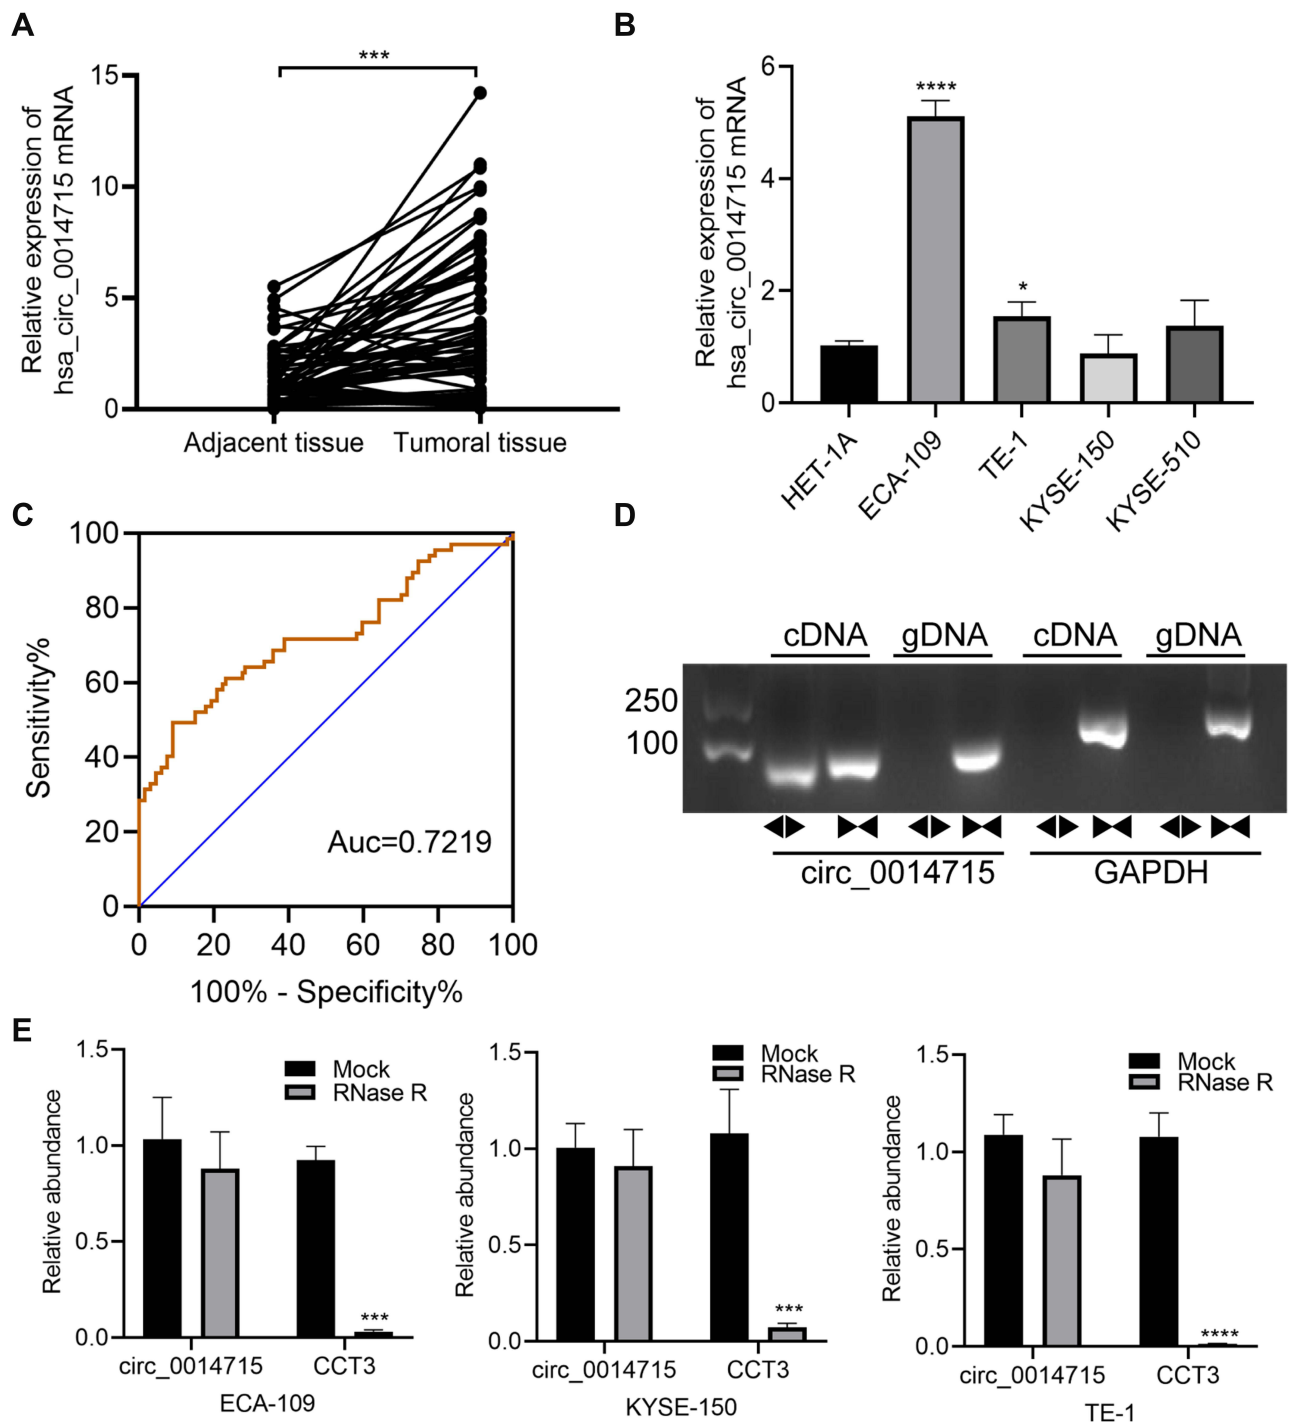 A
Relative expression of
hsa_circ_0014715 mRNA
15
10
5
0
***
Adjacent tissue
Tumoral tissue
B
Relative expression of
hsa_circ_0014715 mRNA
6
4
2
0
****
*
HET-1A
ECA-109
TE-1
KYSE-150
KYSE-510
C
Sensitivity%
100
80
60
40
20
0
Auc=0.7219
0 20 40 60 80 100
100% - Specificity%
D
cDNA gDNA cDNA gDNA
250
100
circ_0014715
GAPDH
E
Relative abundance
1.5
1.0
0.5
0.0
Mock
RNase R
***
circ_0014715
CCT3
ECA-109
Relative abundance
1.5
1.0
0.5
0.0
Mock
RNase R
***
circ_0014715
CCT3
KYSE-150
Relative abundance
1.5
1.0
0.5
0.0
Mock
RNase R
****
circ_0014715
CCT3
TE-1